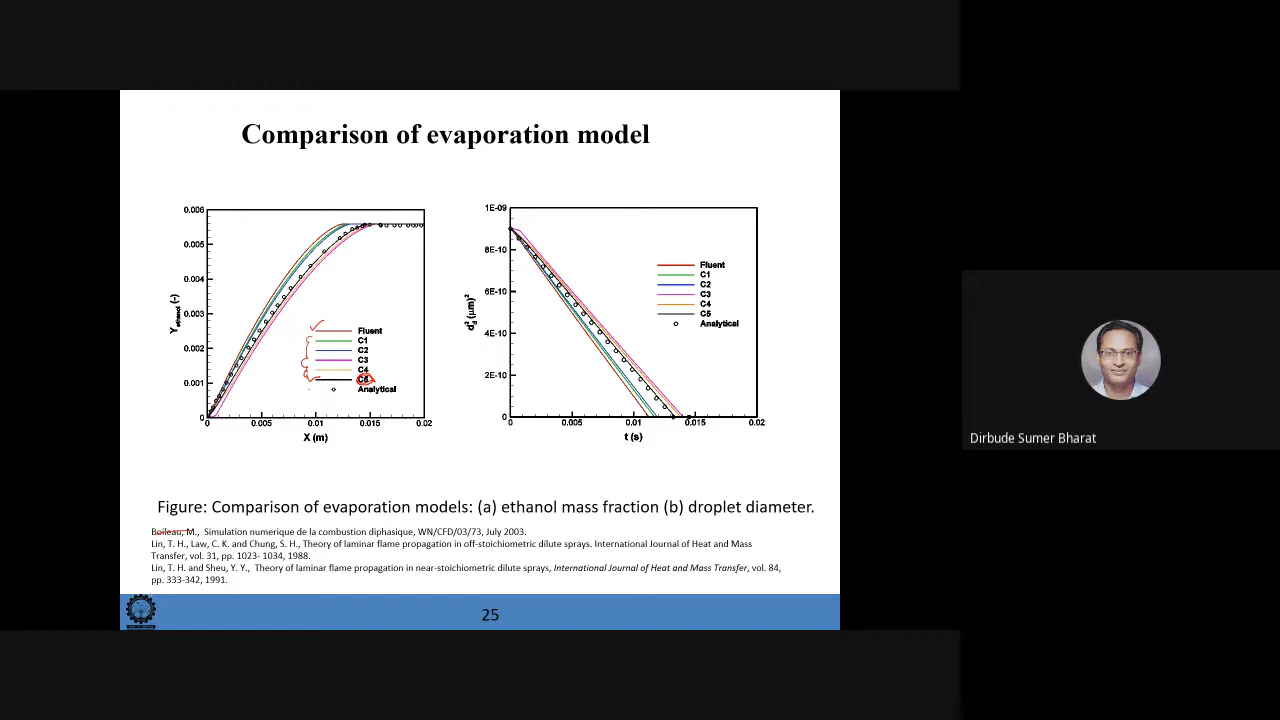 Comparison of evaporation model
0.006
0.005
0.004
0.003
0.002
0.001
0
Yethanol (-)
Fluent
C1
C2
C3
C4
C5
Analytical
0
0.005
0.01
0.015
0.02
X (m)
1E-09
8E-10
6E-10
4E-10
2E-10
0
d²d (μm)²
Fluent
C1
C2
C3
C4
C5
Analytical
0
0.005
0.01
0.015
0.02
t (s)
Dirbude Sumer Bharat
Figure: Comparison of evaporation models: (a) ethanol mass fraction (b) droplet diameter.
Boileau, M., Simulation numerique de la combustion diphasique, WN/CFD/03/73, July 2003.
Lin, T. H., Law, C. K. and Chung, S. H., Theory of laminar flame propagation in off-stoichiometric dilute sprays. International Journal of Heat and Mass
Transfer, vol. 31, pp. 1023- 1034, 1988.
Lin, T. H. and Sheu, Y. Y., Theory of laminar flame propagation in near-stoichiometric dilute sprays, International Journal of Heat and Mass Transfer, vol. 84,
pp. 333-342, 1991.
25